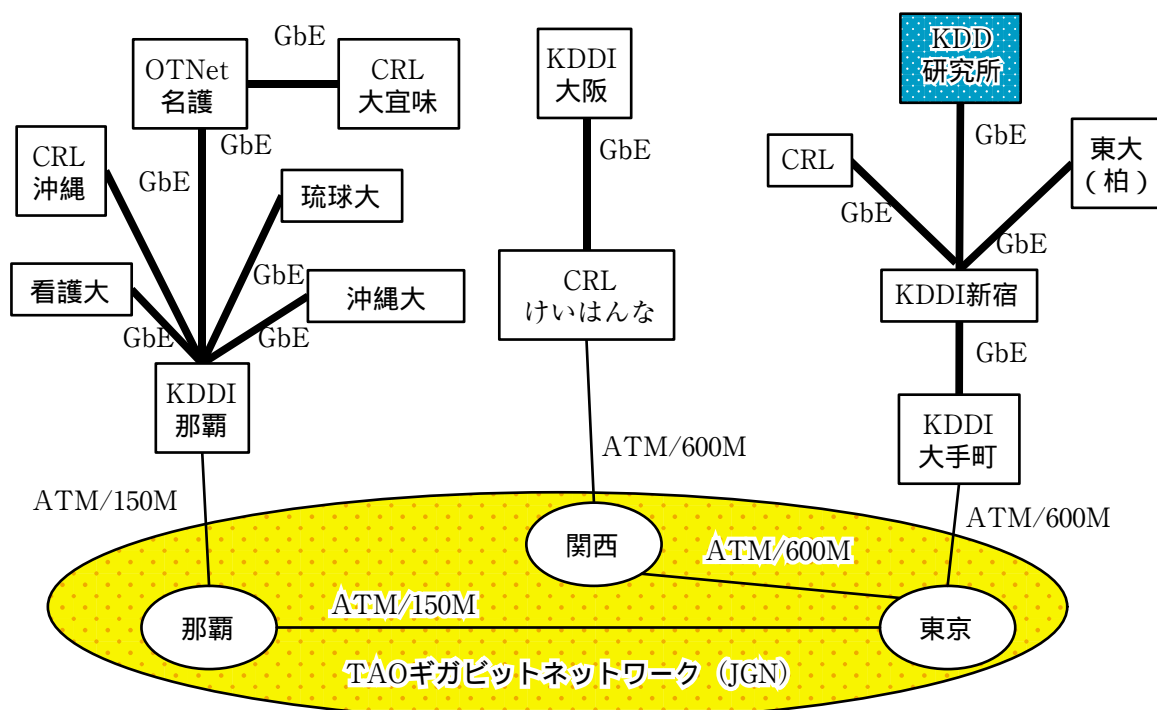 GbE
OTNet
名護
CRL
大宜味
GbE
CRL
沖縄
GbE
琉球大
GbE
看護大
沖縄大
GbE
GbE
KDDI
那覇
ATM/150M
KDDI
大阪
GbE
CRL
けいはんな
ATM/600M
KDD
研究所
GbE
CRL
東大
（柏）
GbE
GbE
KDDI新宿
GbE
KDDI
大手町
ATM/600M
関西
ATM/600M
那覇
ATM/150M
東京
TAOギガビットネットワーク（JGN）